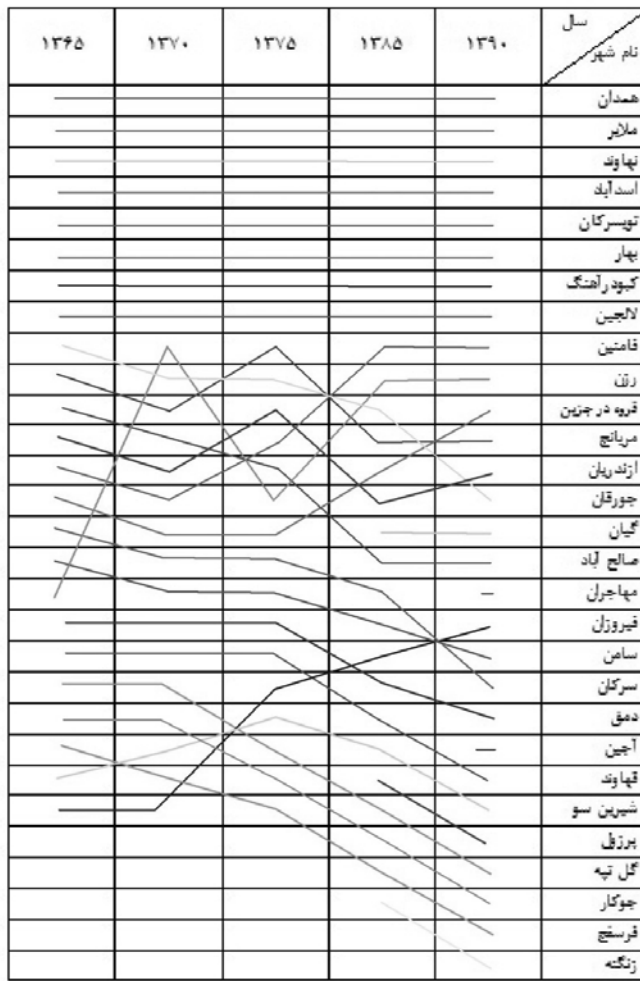 سال
نام شهر
۱۳۹۰ ۱۳۸۵ ۱۳۷۵ ۱۳۷۰ ۱۳۶۵
همدان
ملایر
نهاوند
اسدآباد
تویسرکان
بهار
کبودرآهنگ
لالجین
فامنین
رزن
قروه درجزین
مریانج
ازندریان
جورقان
گیان
صالح آباد
مهاجران
فیروزان
سامن
سرکان
دمق
آجین
قهاوند
شیرین سو
برزول
گل تپه
جوکار
فرسفج
زنگنه